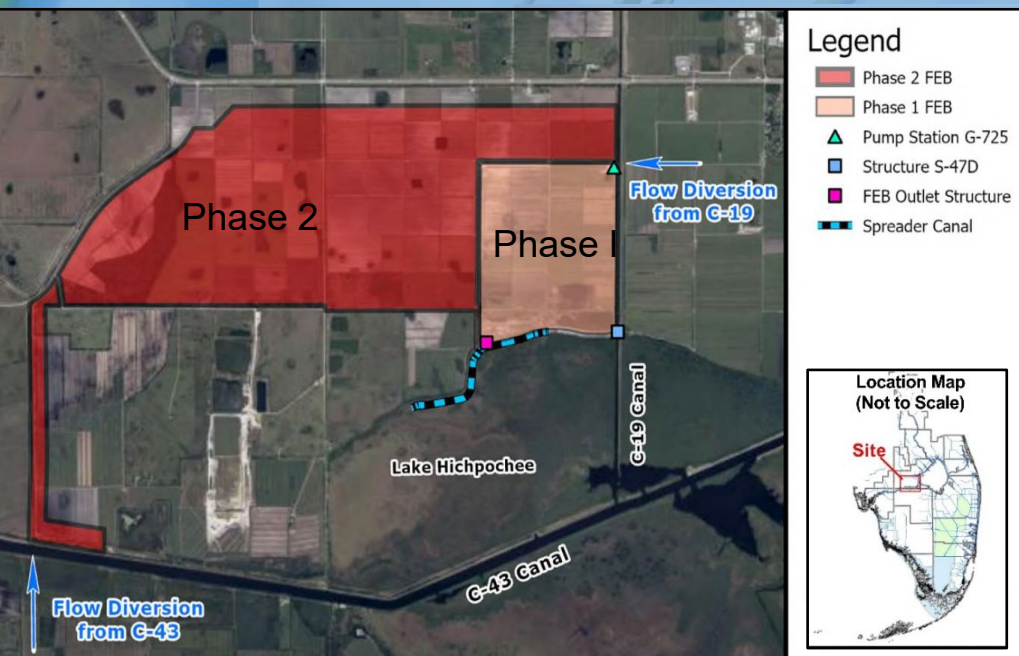 Legend
Phase 2 FEB
Phase 1 FEB
Pump Station G-725
Structure S-47D
FEB Outlet Structure
Spreader Canal
Phase 2
Phase I
Flow Diversion
from C-19
C-19 Canal
Lake Hichpochee
C-43 Canal
Flow Diversion
from C-43
Location Map
(Not to Scale)
Site